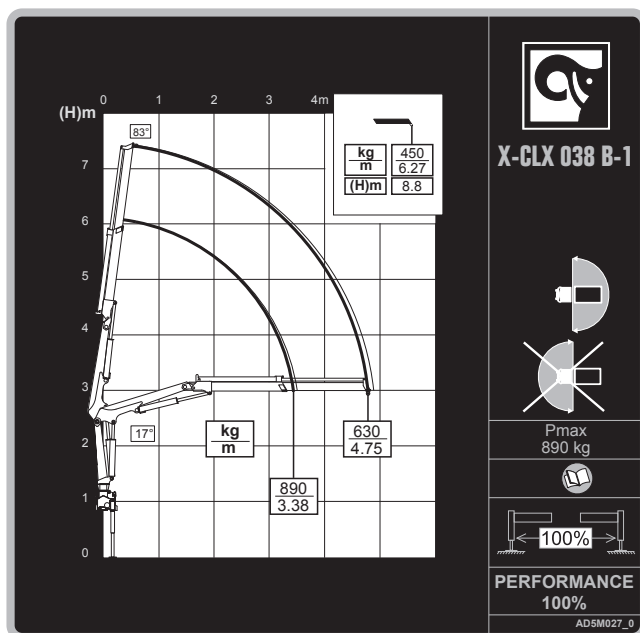 0 1 2 3 4m
(H)m
83°
7
6
5
4
3
2
1
0
kg 450
m 6.27
(H)m 8.8
17°
kg
m
630
4.75
890
3.38
X-CLX 038 B-1
Pmax
890 kg
100%
PERFORMANCE
100%
AD5M027_0